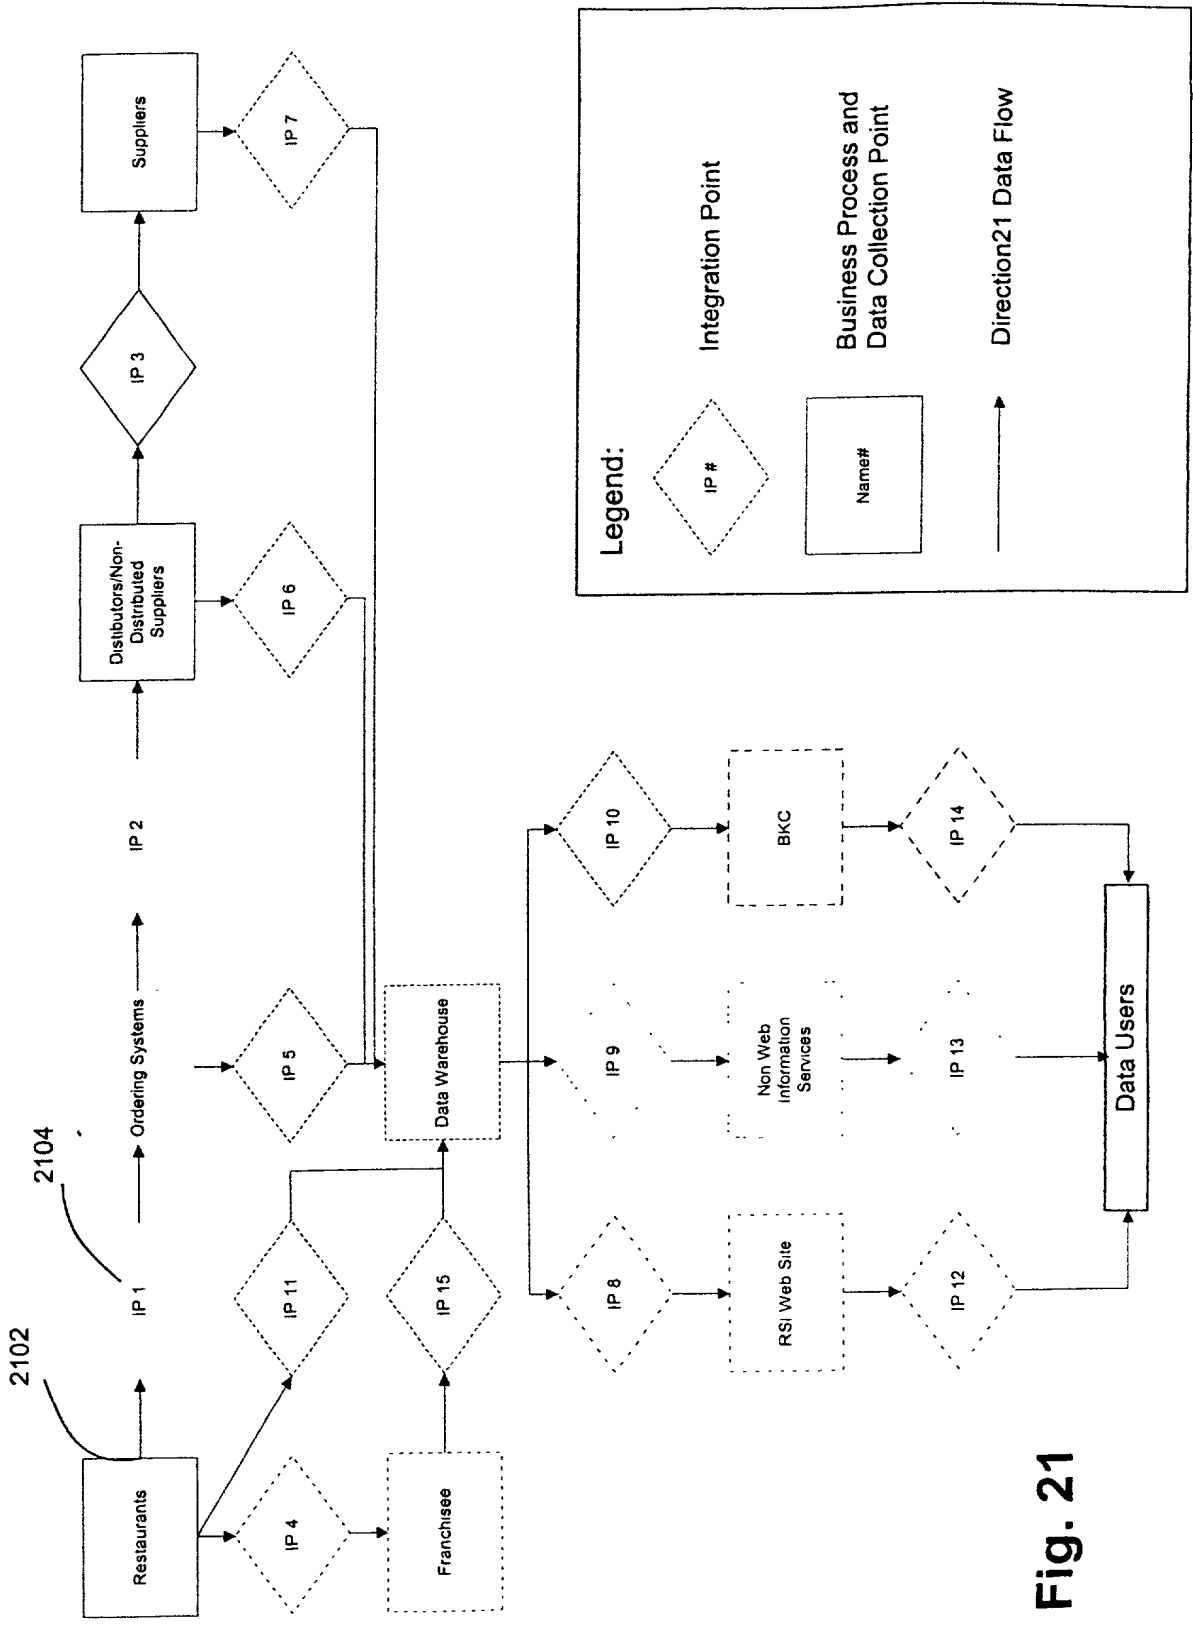 2102
2104
Restaurants
IP 1
Ordering Systems
IP 2
Distibutors/Non-
Distributed
Suppliers
IP 3
Suppliers
IP 4
IP 11
IP 5
IP 6
IP 7
Franchisee
IP 15
Data Warehouse
IP 8
IP 9
IP 10
RSI Web Site
Non Web
Information
Services
BKC
IP 12
IP 13
IP 14
Data Users
Legend:
IP #
Integration Point
Name#
Business Process and
Data Collection Point
Direction21 Data Flow
Fig. 21